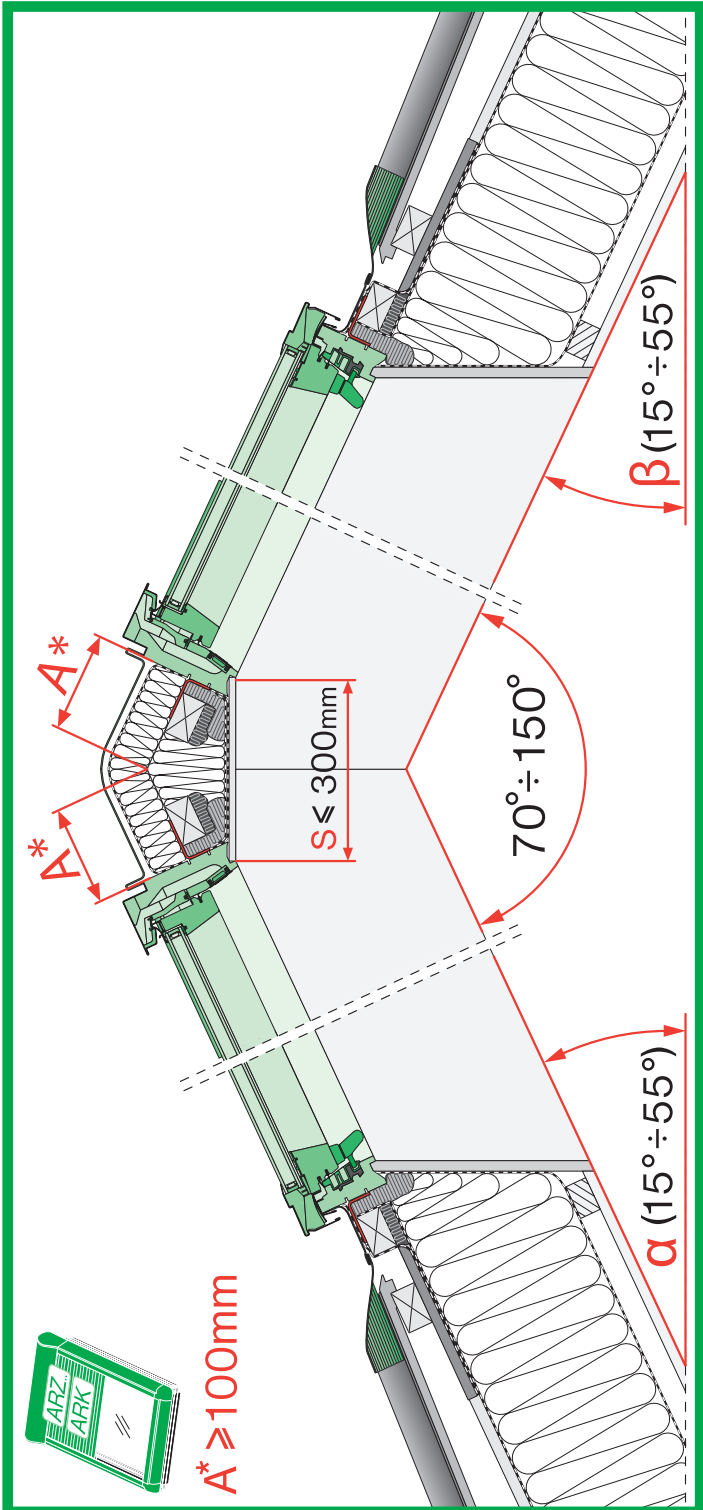 ARZ..
ARK
A* ≥100mm
A*
A*
S ≤ 300mm
70°÷150°
α (15°÷55°)
β (15°÷55°)